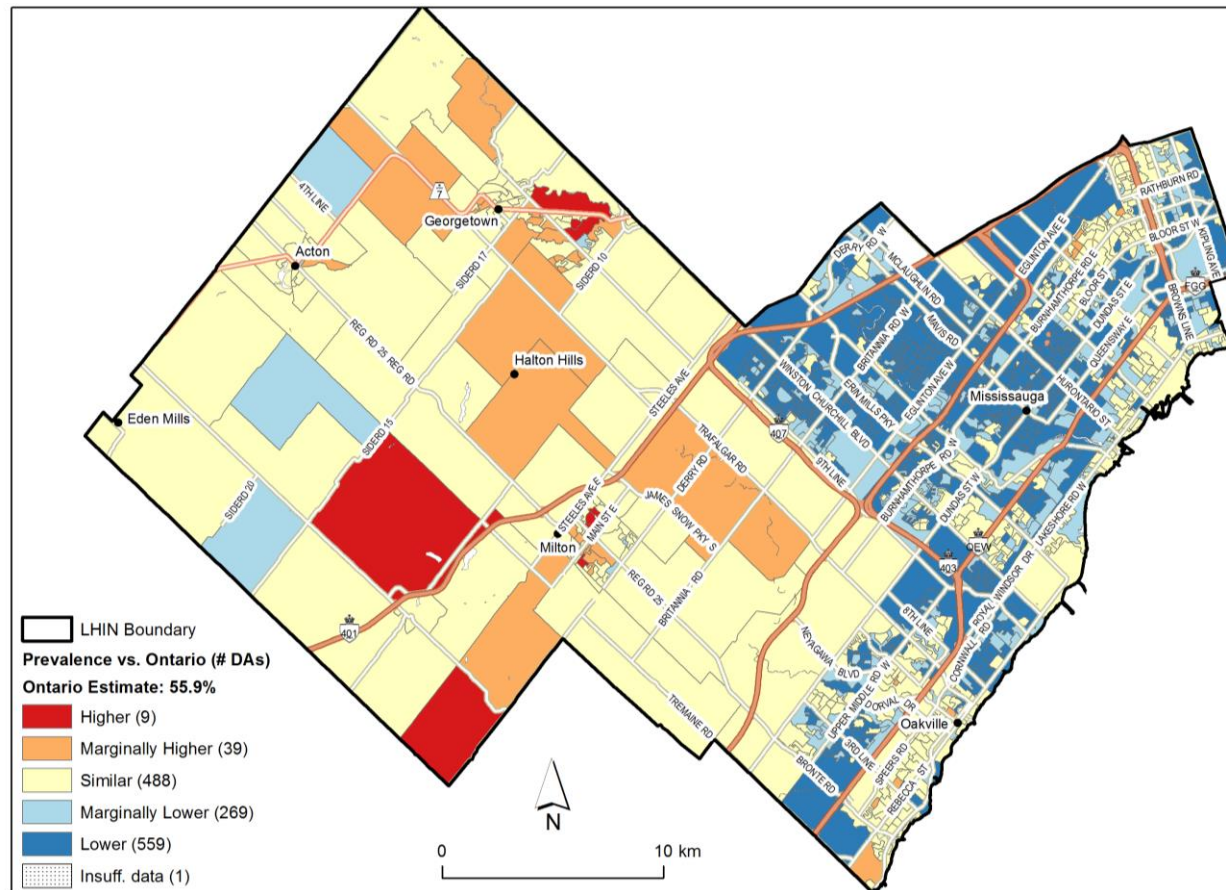 RATHBURN RD
DERRY RD W
BLOOR ST W
EGLINTON AVE E
KIPLING AVE
4TH LINE
7
MCLAUGHLIN RD
Georgetown
BURNHAMTHORPE RD E
BLOOR ST
Acton
SIDERD 17
SIDERD 10
DUNDAS ST E
FGG
BROWNS LINE
MAVIS RD
BRITANNIA RD W
QUEENSWAY E
REG RD 25 REG RD
STEELES AVE
WINSTON CHURCHILL BLVD
ERIN MILLS PKY
EGLINTON AVE W
HURONTARIO ST
Halton Hills
Mississauga
Eden Mills
SIDERD 15
TRAFALGAR RD
407
9TH LINE
BURNHAMTHORPE RD W
DERRY RD
DUNDAS ST W
LAKESHORE RD W
SIDERD 20
STEELES AVE E
JAMES SNOW PKY S
MAIN ST E
Milton
QEW
403
ROYAL WINDSOR DR
REG RD 25
BRITANNIA RD
8TH LINE
CORNWALL RD
401
NEYAGAWA BLVD
UPPER MIDDLE RD W
DORVAL DR
Oakville
TREMAINE RD
3RD LINE
SPEERS RD
REBECCA ST
BRONTE RD
LHIN Boundary
Prevalence vs. Ontario (# DAs)
Ontario Estimate: 55.9%
Higher (9)
Marginally Higher (39)
Similar (488)
Marginally Lower (269)
Lower (559)
Insuff. data (1)
N
0 10 km